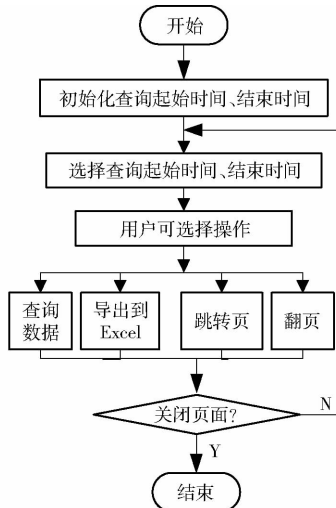 开始
初始化查询起始时间、结束时间
选择查询起始时间、结束时间
用户可选择操作
查询
数据
导出到
Excel
跳转页
翻页
关闭页面?
N
Y
结束